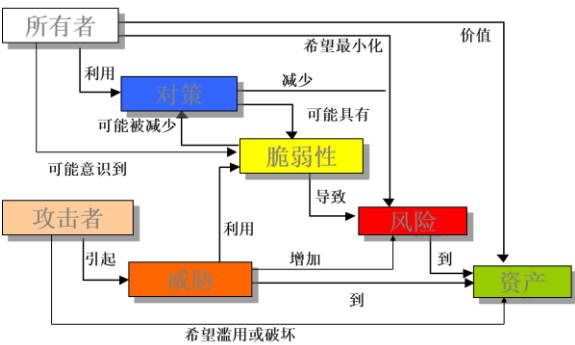 所有者
价值
希望最小化
利用
减少
对策
可能具有
可能被减少
脆弱性
可能意识到
导致
攻击者
风险
利用
引起
增加
到
威胁
资产
到
希望滥用或破坏